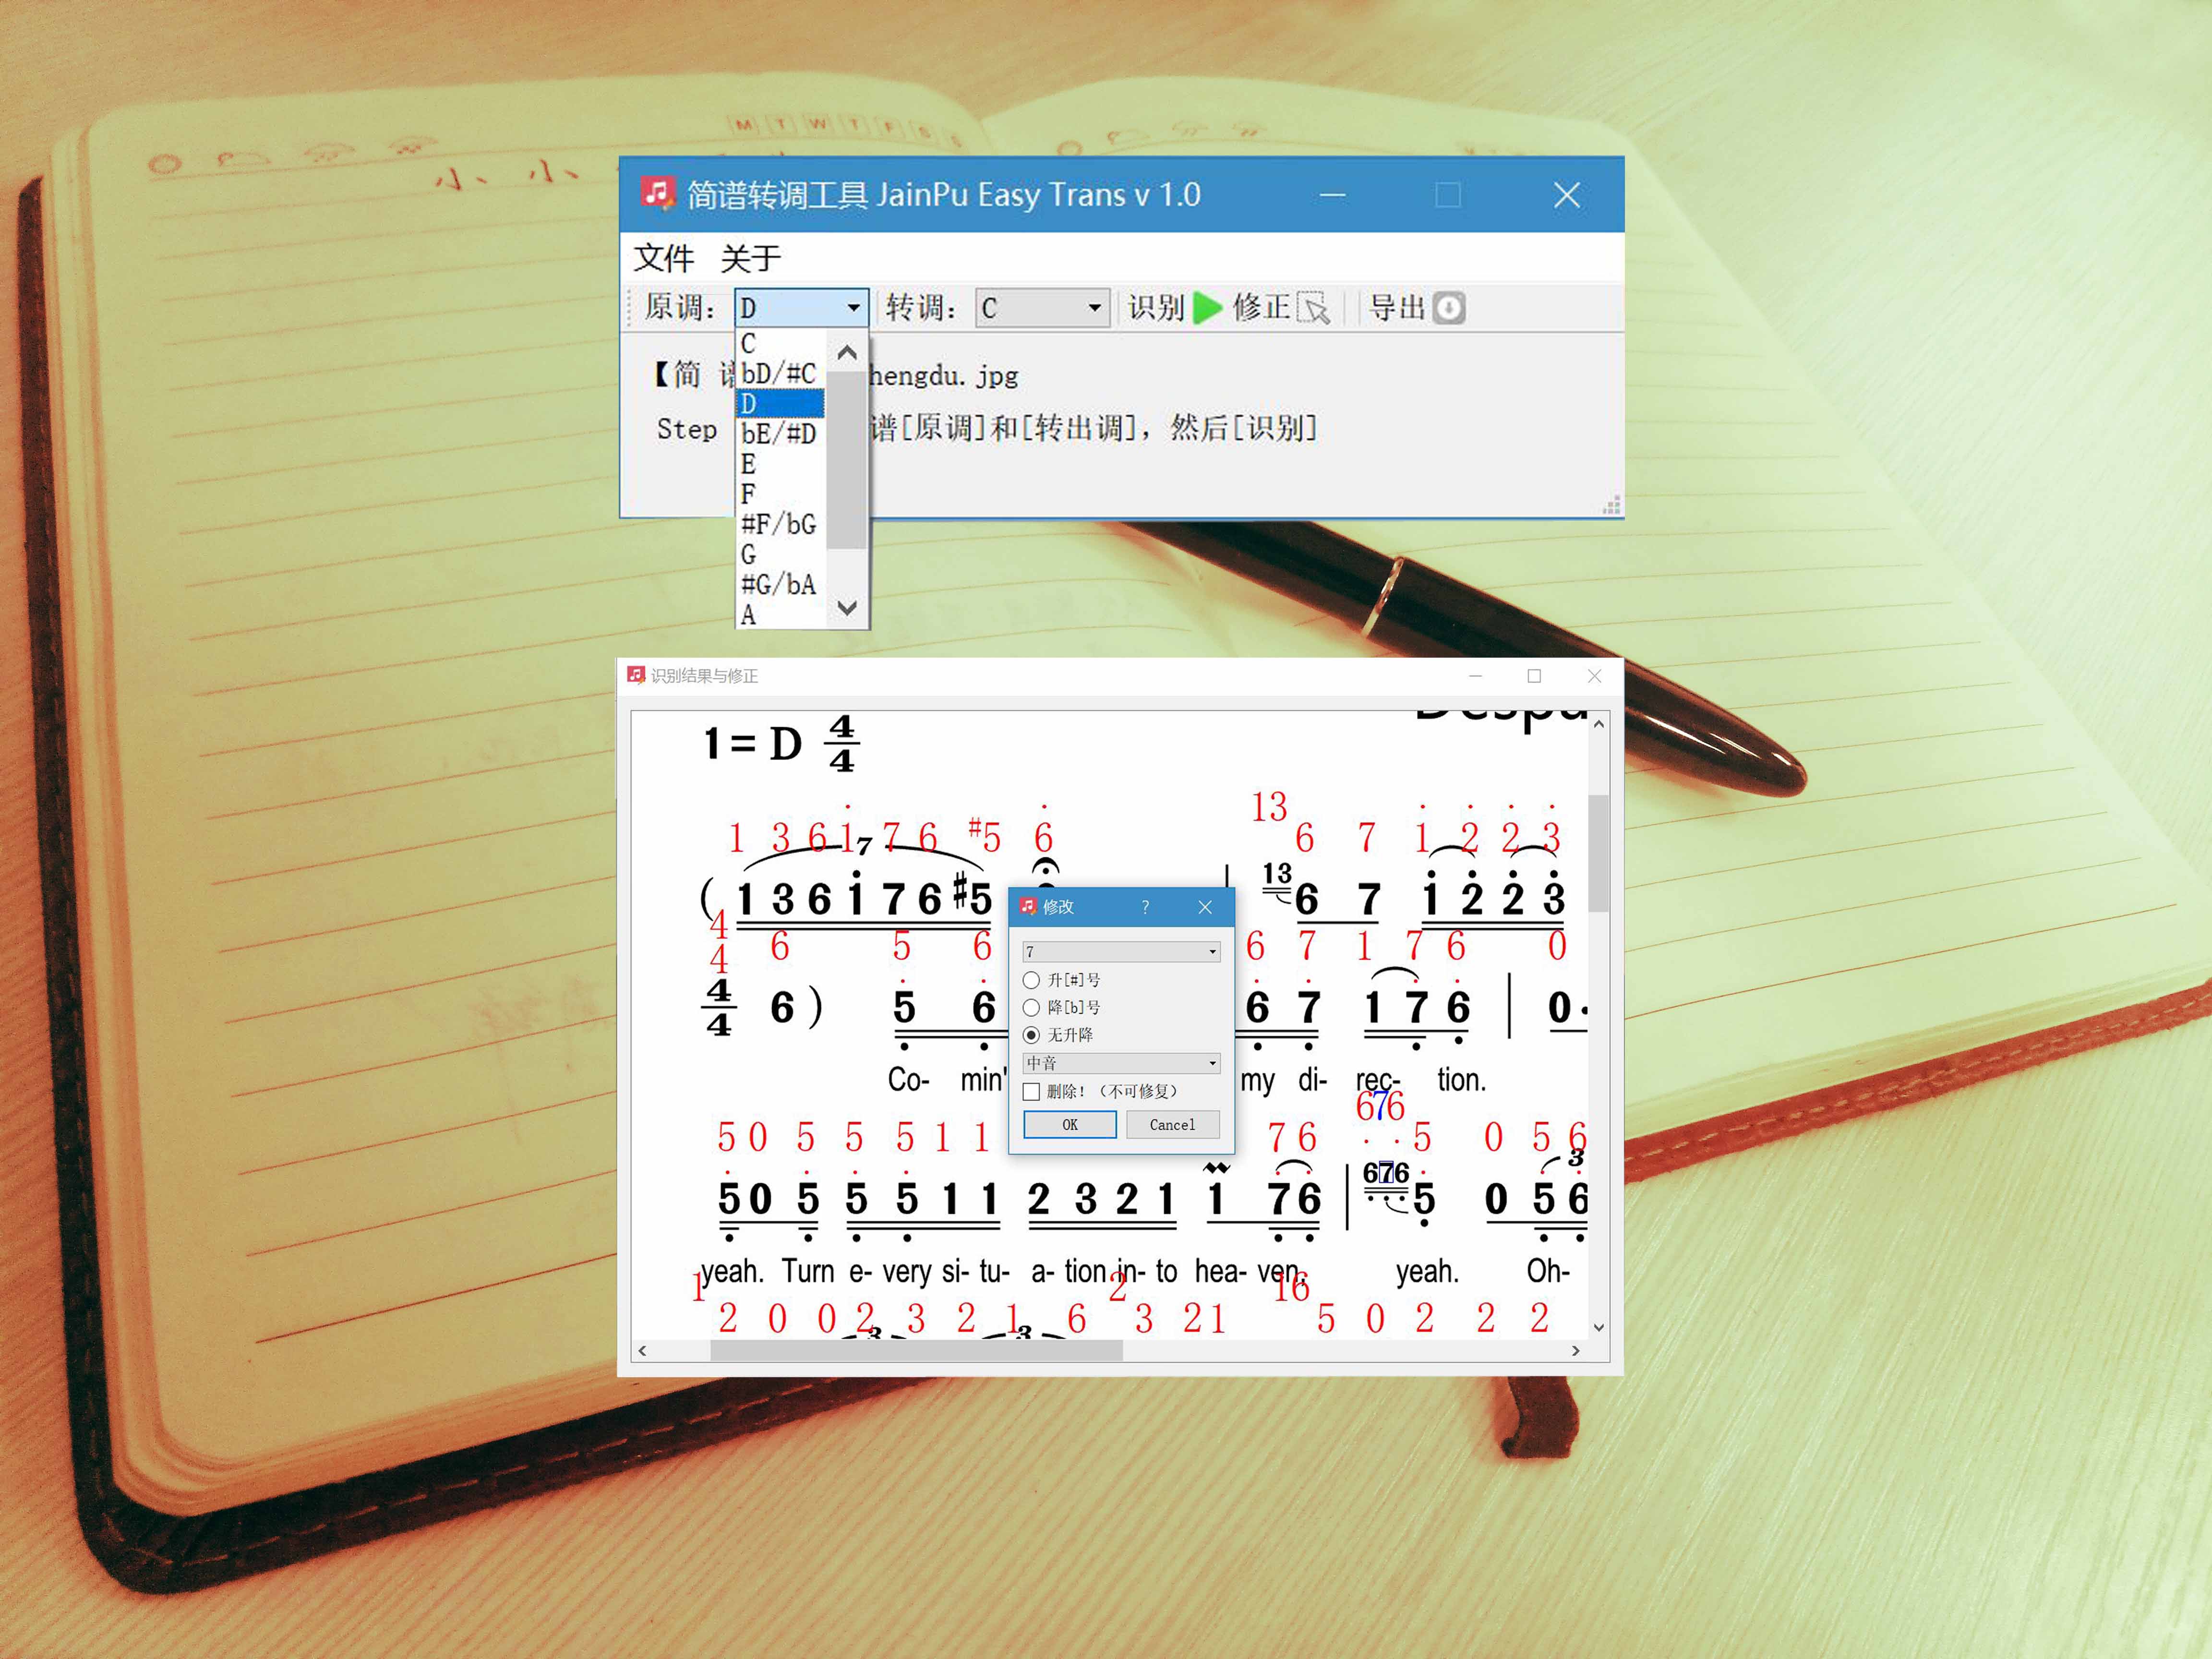 M T W T F S S
小、小、
简谱转调工具 JainPu Easy Trans v 1.0
文件 关于
原调： D 转调： C 识别 修正 导出
C
bD/#C
D
bE/#D
E
F
#F/bG
G
#G/bA
A
【简 hengdu.jpg
Step 谱[原调]和[转出调]，然后[识别]
识别结果与修正
Despu
1= D 4/4
13
1 3 6 1 7 6 #5 6 6 7 1 2 2 3
7
( 1 3 6 1 7 6 #5 13 6 7 1 2 2 3
4/4 6 5 6 6 7 1 7 6 0
4/4 6 ) 5 6 6 7 1 7 6 0·
Co- min' my di- rec- tion.
676
5 0 5 5 5 1 1 7 6 5 0 5 6
3
5 0 5 5 5 1 1 2 3 2 1 1 7 6 676 5 0 5 6
yeah. Turn e- very si- tu- a- tion in- to hea- ven, yeah. Oh-
1 2 16
2 0 0 2 3 2 1 6 3 2 1 5 0 2 2 2
3 3
修改 ?
7
升[#]号
降[b]号
无升降
中音
删除！（不可修复）
OK Cancel